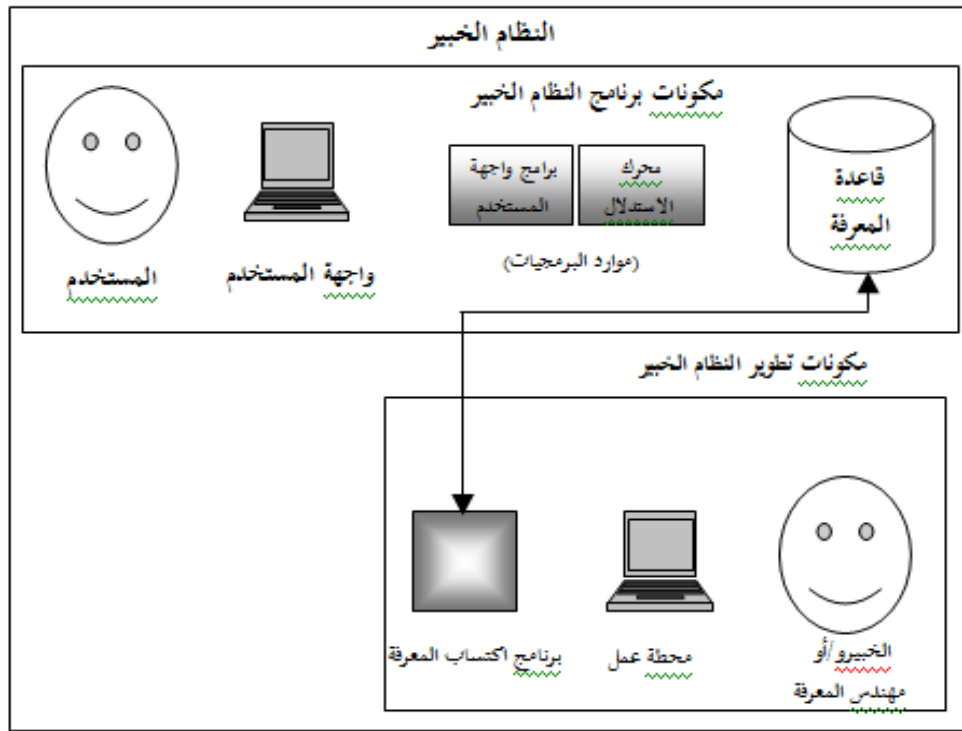 النظام الخبير
مكونات برنامج النظام الخبير
قاعدة
المعرفة
محرك
الاستدلال
برامج واجهة
المستخدم
(موارد البرمجيات)
واجهة المستخدم
المستخدم
مكونات تطوير النظام الخبير
الخبيرو/أو
مهندس المعرفة
محطة عمل
برنامج اكتساب المعرفة